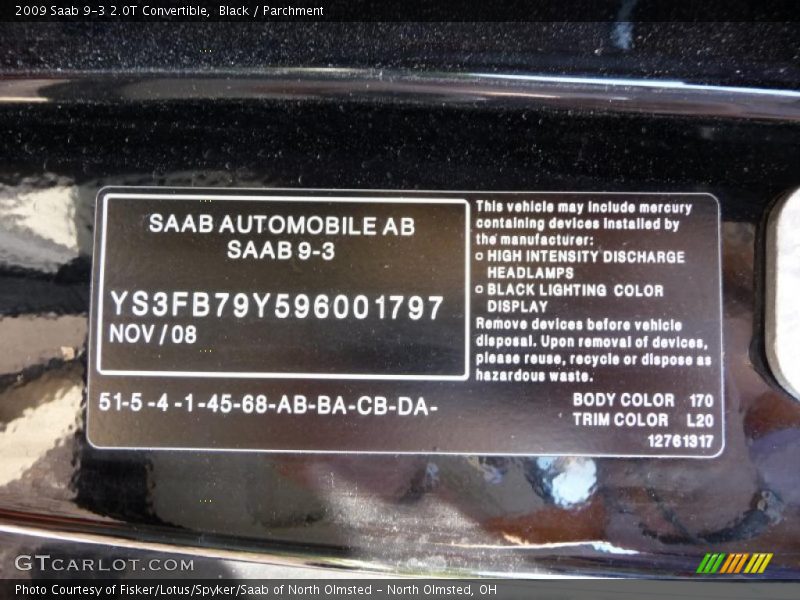 2009 Saab 9-3 2.0T Convertible, Black / Parchment
SAAB AUTOMOBILE AB
SAAB 9-3
YS3FB79Y596001797
NOV / 08
51-5 -4 -1-45-68-AB-BA-CB-DA-
This vehicle may include mercury
containing devices installed by
the manufacturer:
o HIGH INTENSITY DISCHARGE
HEADLAMPS
o BLACK LIGHTING COLOR
DISPLAY
Remove devices before vehicle
disposal. Upon removal of devices,
please reuse, recycle or dispose as
hazardous waste.
BODY COLOR 170
TRIM COLOR L20
12761317
GTCARLOT.COM
Photo Courtesy of Fisker/Lotus/Spyker/Saab of North Olmsted - North Olmsted, OH